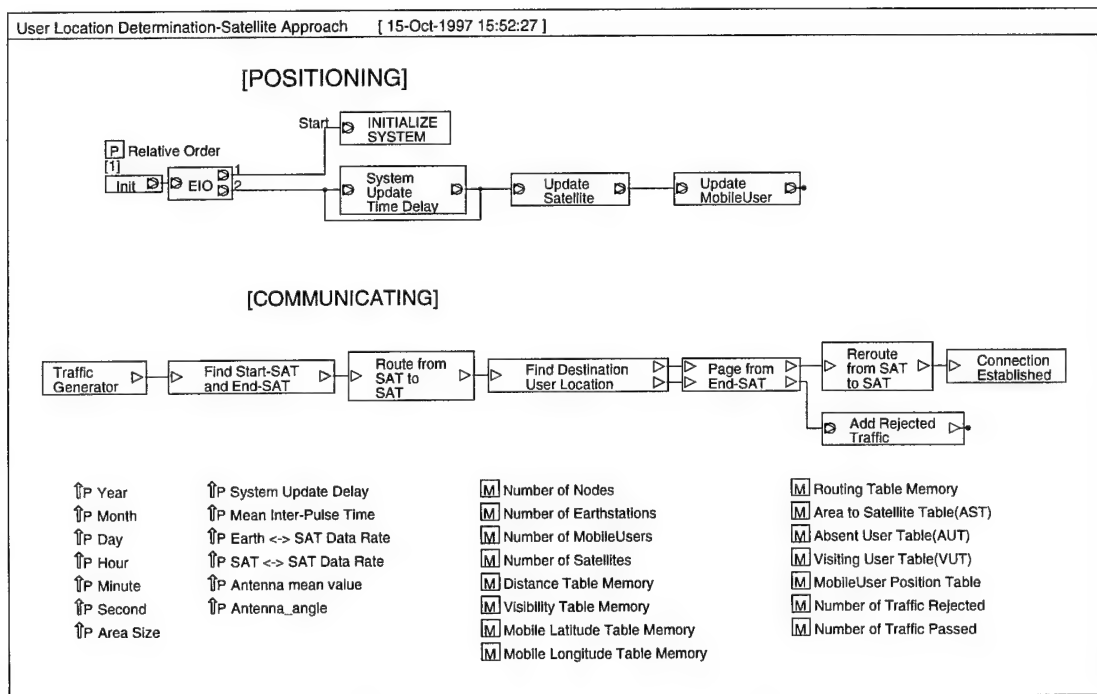 User Location Determination-Satellite Approach [ 15-Oct-1997 15:52:27 ]
[POSITIONING]
Start
INITIALIZE
SYSTEM
P Relative Order
[1]
Init
EIO
1
2
System
Update
Time Delay
Update
Satellite
Update
MobileUser
[COMMUNICATING]
Traffic
Generator
Find Start-SAT
and End-SAT
Route from
SAT to
SAT
Find Destination
User Location
Page from
End-SAT
Reroute
from SAT
to SAT
Connection
Established
Add Rejected
Traffic
⇑P Year
⇑P Month
⇑P Day
⇑P Hour
⇑P Minute
⇑P Second
⇑P Area Size
⇑P System Update Delay
⇑P Mean Inter-Pulse Time
⇑P Earth <-> SAT Data Rate
⇑P SAT <-> SAT Data Rate
⇑P Antenna mean value
⇑P Antenna_angle
M Number of Nodes
M Number of Earthstations
M Number of MobileUsers
M Number of Satellites
M Distance Table Memory
M Visibility Table Memory
M Mobile Latitude Table Memory
M Mobile Longitude Table Memory
M Routing Table Memory
M Area to Satellite Table(AST)
M Absent User Table(AUT)
M Visiting User Table(VUT)
M MobileUser Position Table
M Number of Traffic Rejected
M Number of Traffic Passed